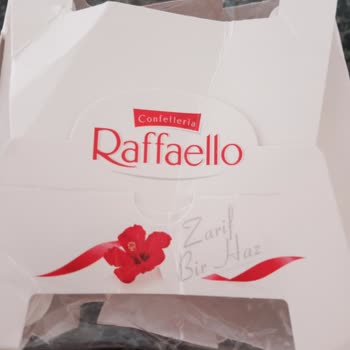 Confetteria
Raffaello
Zarif
Bir Haz